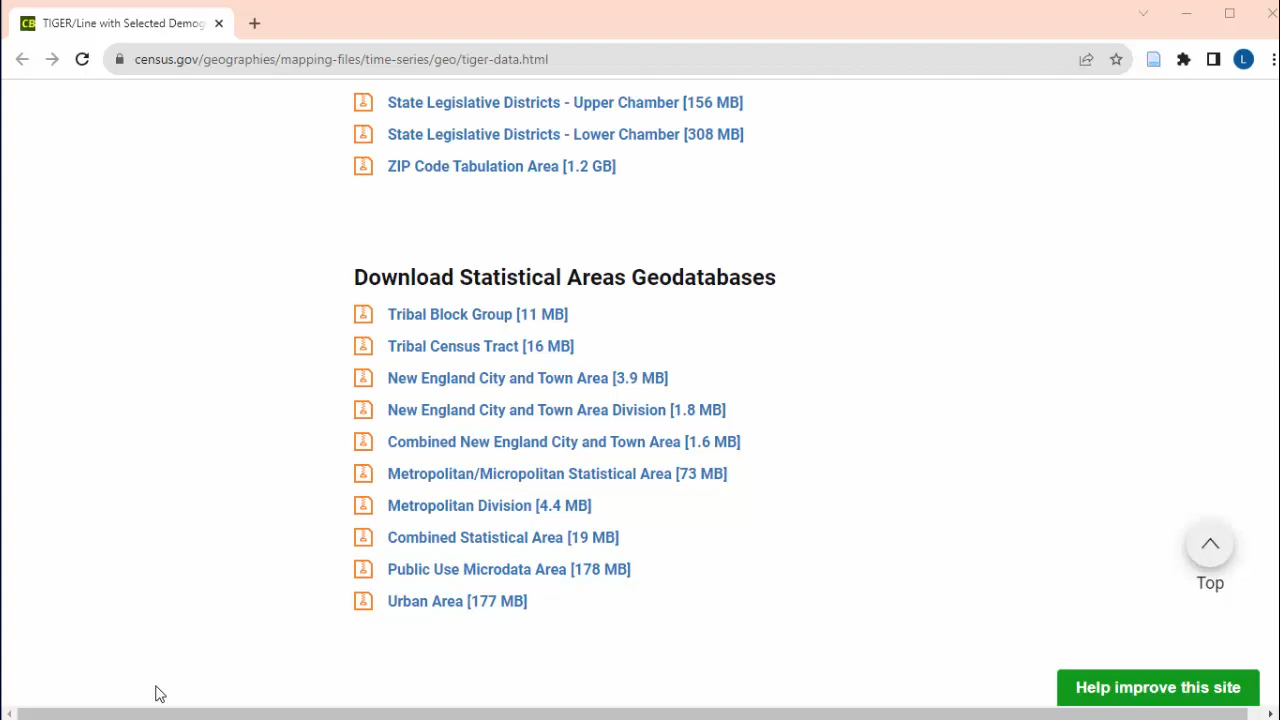 CB TIGER/Line with Selected Demog
census.gov/geographies/mapping-files/time-series/geo/tiger-data.html
L
State Legislative Districts - Upper Chamber [156 MB]
State Legislative Districts - Lower Chamber [308 MB]
ZIP Code Tabulation Area [1.2 GB]
Download Statistical Areas Geodatabases
Tribal Block Group [11 MB]
Tribal Census Tract [16 MB]
New England City and Town Area [3.9 MB]
New England City and Town Area Division [1.8 MB]
Combined New England City and Town Area [1.6 MB]
Metropolitan/Micropolitan Statistical Area [73 MB]
Metropolitan Division [4.4 MB]
Combined Statistical Area [19 MB]
Public Use Microdata Area [178 MB]
Urban Area [177 MB]
Top
Help improve this site